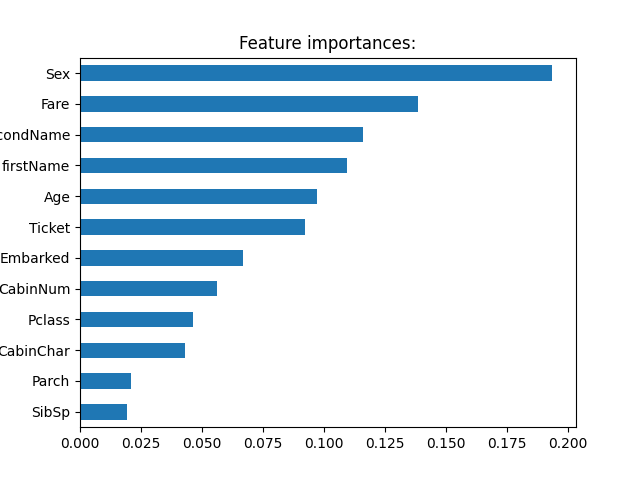 Feature importances:
Sex
Fare
condName
firstName
Age
Ticket
Embarked
CabinNum
Pclass
CabinChar
Parch
SibSp
0.000 0.025 0.050 0.075 0.100 0.125 0.150 0.175 0.200